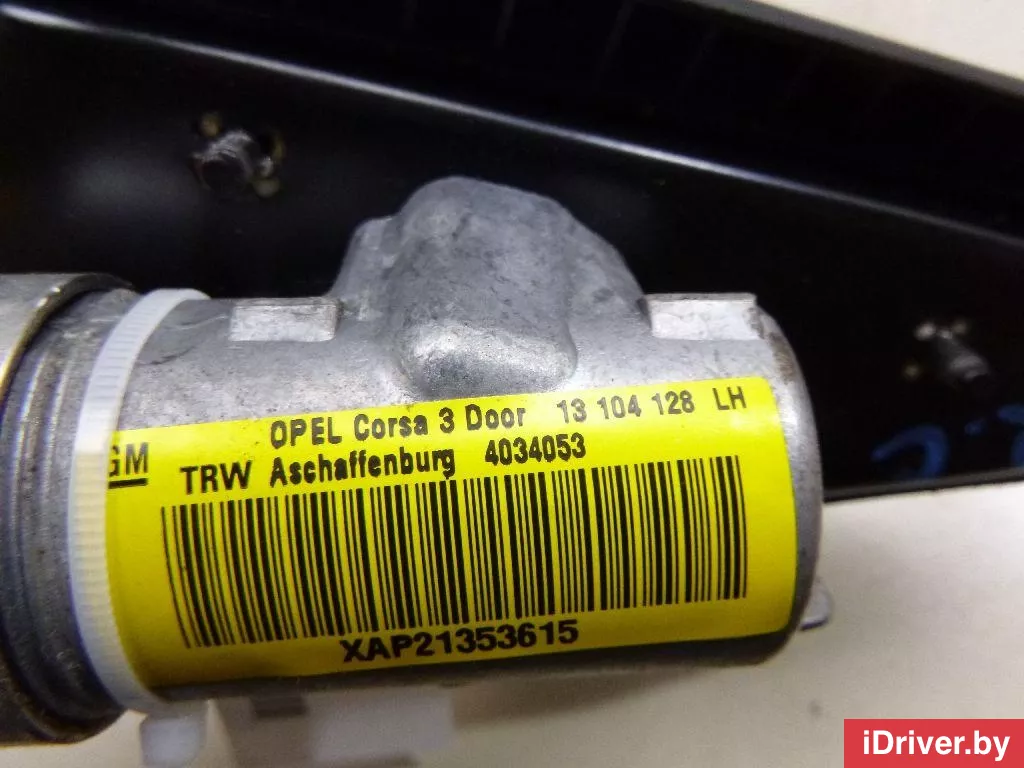 OPEL Corsa 3 Door 13 104 128 LH
GM TRW Aschaffenburg 4034053
XAP21353615
iDriver.by